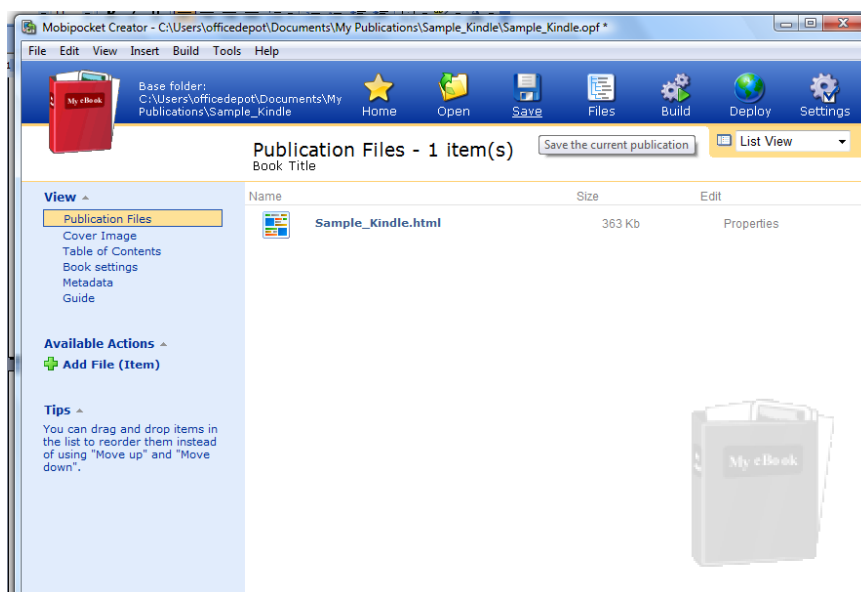 Mobipocket Creator - C:\Users\officedepot\Documents\My Publications\Sample_Kindle\Sample_Kindle.opf *
File Edit View Insert Build Tools Help
My eBook
Base folder:
C:\Users\officedepot\Documents\My
Publications\Sample_Kindle
Home Open Save Files Build Deploy Settings
Publication Files - 1 item(s)
Book Title
Save the current publication
List View
View
Publication Files
Cover Image
Table of Contents
Book settings
Metadata
Guide
Available Actions
Add File (Item)
Tips
You can drag and drop items in
the list to reorder them instead
of using "Move up" and "Move
down".
Name Size Edit
Sample_Kindle.html 363 Kb Properties
My eBook